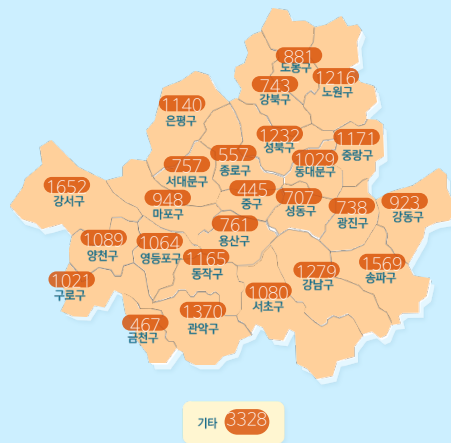 881
도봉구
743
강북구
1216
노원구
1140
은평구
1232
성북구
1171
중랑구
557
종로구
1029
동대문구
757
서대문구
1652
강서구
948
마포구
445
중구
707
성동구
738
광진구
923
강동구
761
용산구
1089
양천구
1064
영등포구
1165
동작구
1569
송파구
1279
강남구
1021
구로구
1080
서초구
1370
관악구
467
금천구
기타 3328